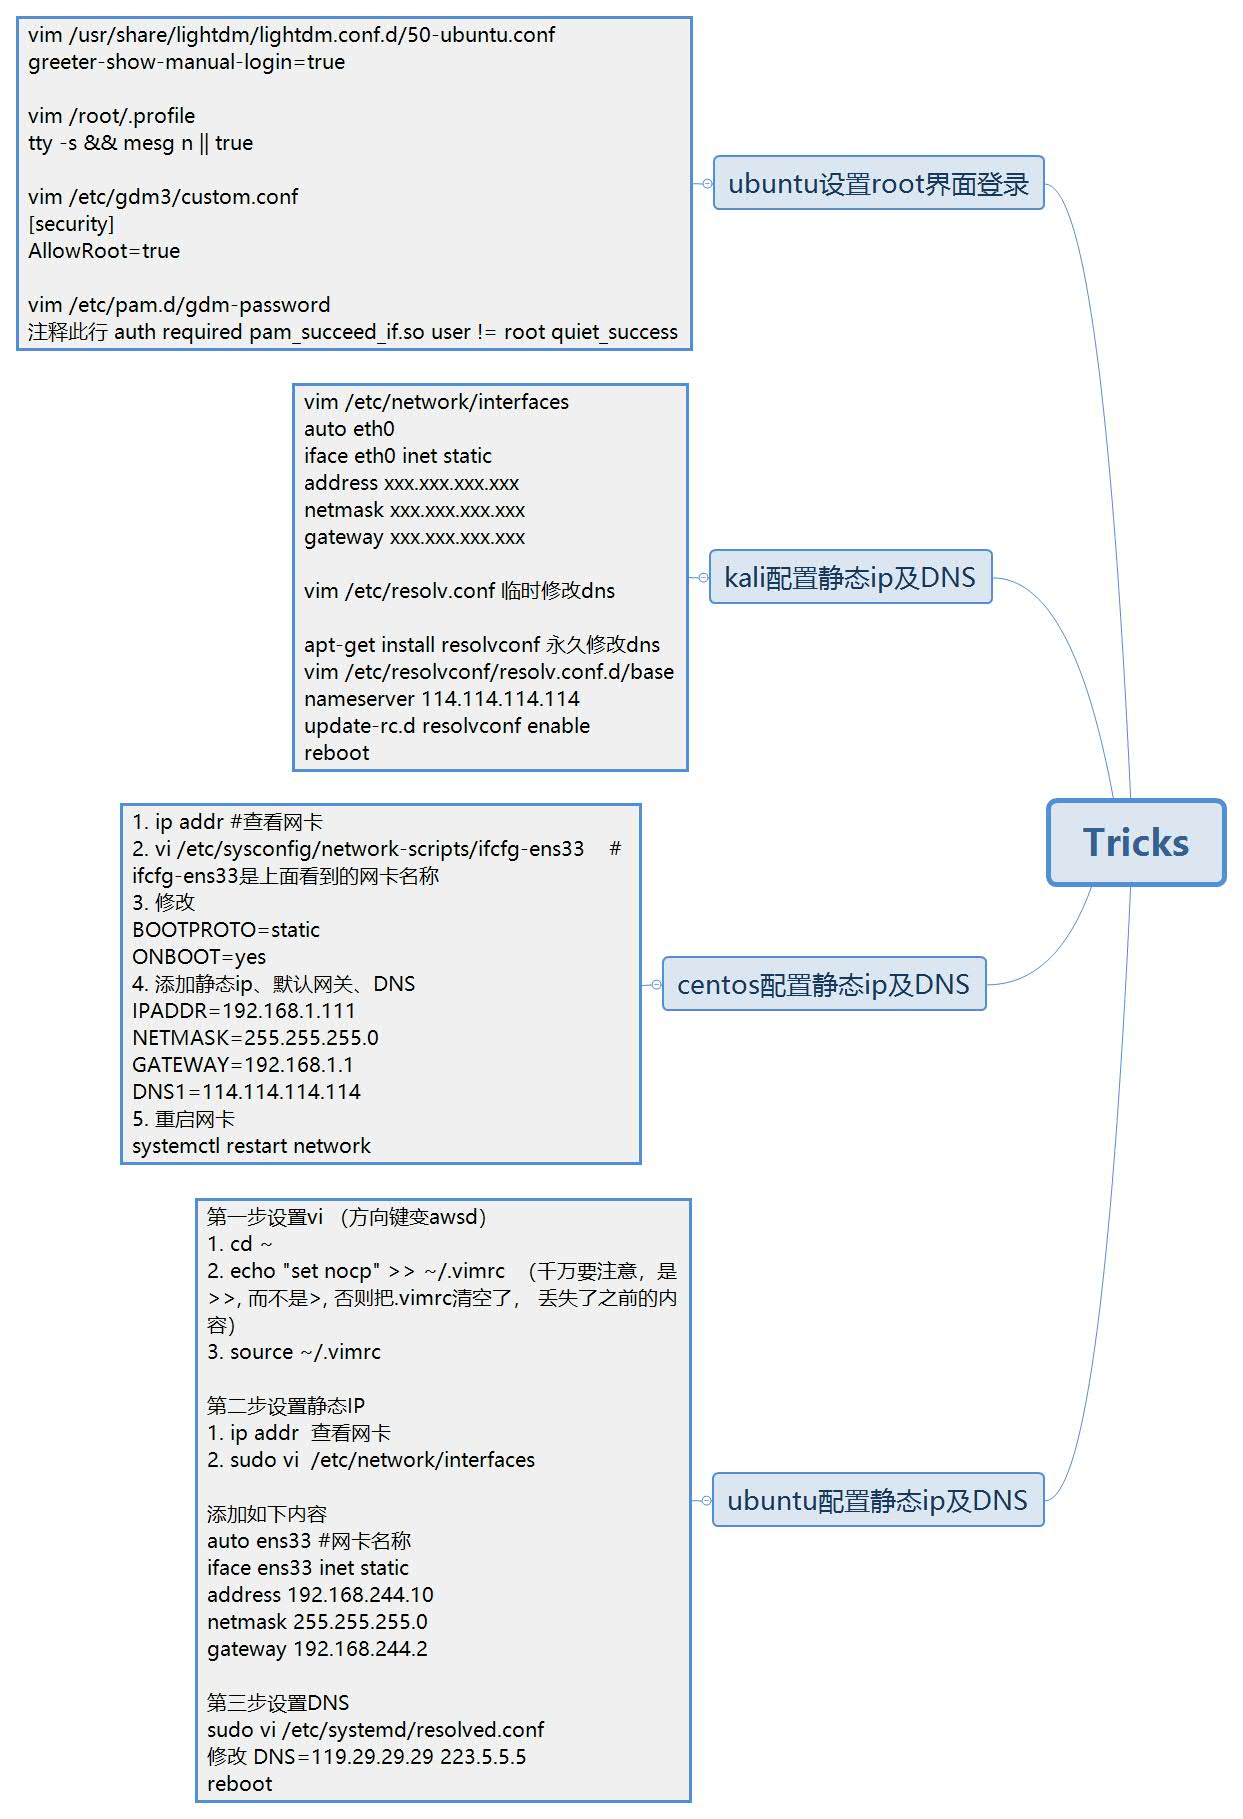 vim /usr/share/lightdm/lightdm.conf.d/50-ubuntu.conf
greeter-show-manual-login=true
vim /root/.profile
tty -s && mesg n || true
vim /etc/gdm3/custom.conf
[security]
AllowRoot=true
vim /etc/pam.d/gdm-password
注释此行 auth required pam_succeed_if.so user != root quiet_success
ubuntu设置root界面登录
vim /etc/network/interfaces
auto eth0
iface eth0 inet static
address xxx.xxx.xxx.xxx
netmask xxx.xxx.xxx.xxx
gateway xxx.xxx.xxx.xxx
vim /etc/resolv.conf 临时修改dns
apt-get install resolvconf 永久修改dns
vim /etc/resolvconf/resolv.conf.d/base
nameserver 114.114.114.114
update-rc.d resolvconf enable
reboot
kali配置静态ip及DNS
Tricks
1. ip addr #查看网卡
2. vi /etc/sysconfig/network-scripts/ifcfg-ens33    #
ifcfg-ens33是上面看到的网卡名称
3. 修改
BOOTPROTO=static
ONBOOT=yes
4. 添加静态ip、默认网关、DNS
IPADDR=192.168.1.111
NETMASK=255.255.255.0
GATEWAY=192.168.1.1
DNS1=114.114.114.114
5. 重启网卡
systemctl restart network
centos配置静态ip及DNS
第一步设置vi （方向键变awsd）
1. cd ~
2. echo "set nocp" >> ~/.vimrc  （千万要注意，是
>>, 而不是>, 否则把.vimrc清空了， 丢失了之前的内
容）
3. source ~/.vimrc
第二步设置静态IP
1. ip addr  查看网卡
2. sudo vi  /etc/network/interfaces
添加如下内容
auto ens33 #网卡名称
iface ens33 inet static
address 192.168.244.10
netmask 255.255.255.0
gateway 192.168.244.2
第三步设置DNS
sudo vi /etc/systemd/resolved.conf
修改 DNS=119.29.29.29 223.5.5.5
reboot
ubuntu配置静态ip及DNS